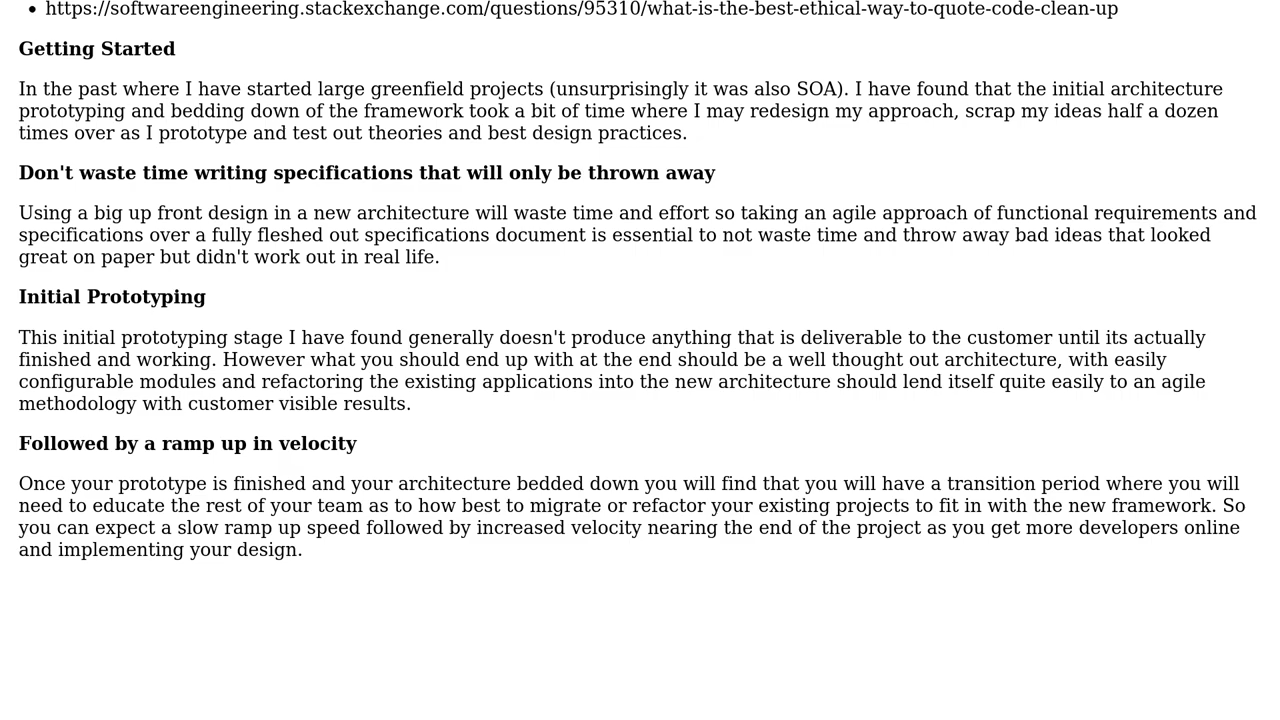 • https://softwareengineering.stackexchange.com/questions/95310/what-is-the-best-ethical-way-to-quote-code-clean-up
Getting Started
In the past where I have started large greenfield projects (unsurprisingly it was also SOA). I have found that the initial architecture
prototyping and bedding down of the framework took a bit of time where I may redesign my approach, scrap my ideas half a dozen
times over as I prototype and test out theories and best design practices.
Don't waste time writing specifications that will only be thrown away
Using a big up front design in a new architecture will waste time and effort so taking an agile approach of functional requirements and
specifications over a fully fleshed out specifications document is essential to not waste time and throw away bad ideas that looked
great on paper but didn't work out in real life.
Initial Prototyping
This initial prototyping stage I have found generally doesn't produce anything that is deliverable to the customer until its actually
finished and working. However what you should end up with at the end should be a well thought out architecture, with easily
configurable modules and refactoring the existing applications into the new architecture should lend itself quite easily to an agile
methodology with customer visible results.
Followed by a ramp up in velocity
Once your prototype is finished and your architecture bedded down you will find that you will have a transition period where you will
need to educate the rest of your team as to how best to migrate or refactor your existing projects to fit in with the new framework. So
you can expect a slow ramp up speed followed by increased velocity nearing the end of the project as you get more developers online
and implementing your design.